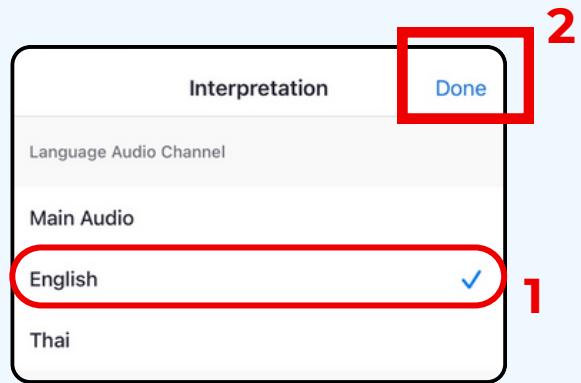 2
Interpretation Done
Language Audio Channel
Main Audio
English
1
Thai